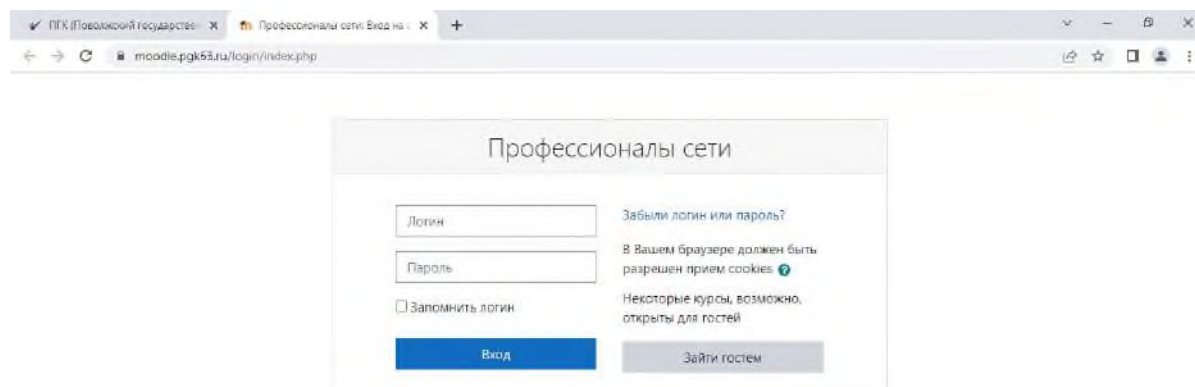 ПГК (Поволжский государстве
Профессионалы сети: Вход на
moodle.pgk63.ru/login/index.php
Профессионалы сети
Логин
Забыли логин или пароль?
В Вашем браузере должен быть
разрешен прием cookies
Пароль
Некоторые курсы, возможно,
открыты для гостей
Запомнить логин
Вход
Зайти гостем